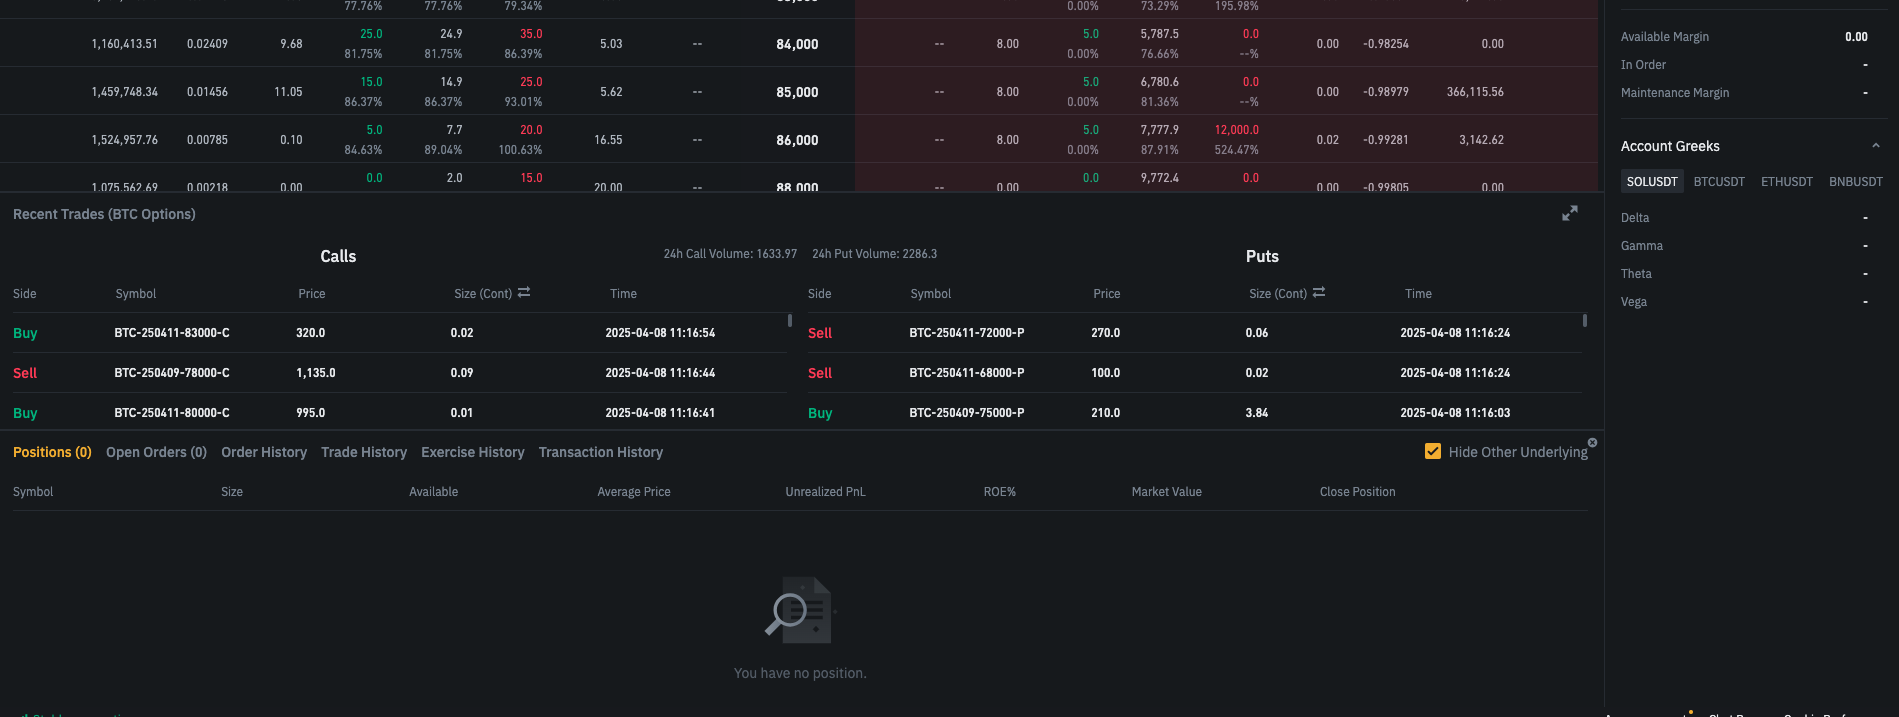 77.76% 77.76% 79.34% 0.00% 73.29% 195.98%
25.0 24.9 35.0 5.0 5,787.5 0.0
1,160,413.51 0.02409 9.68 5.03 -- 84,000 -- 8.00 0.00 -0.98254 0.00
81.75% 81.75% 86.39% 0.00% 76.66% --%
15.0 14.9 25.0 5.0 6,780.6 0.0
1,459,748.34 0.01456 11.05 5.62 -- 85,000 -- 8.00 0.00 -0.98979 366,115.56
86.37% 86.37% 93.01% 0.00% 81.36% --%
5.0 7.7 20.0 5.0 7,777.9 12,000.0
1,524,957.76 0.00785 0.10 16.55 -- 86,000 -- 8.00 0.02 -0.99281 3,142.62
84.63% 89.04% 100.63% 0.00% 87.91% 524.47%
0.0 2.0 15.0 0.0 9,772.4 0.0
1,075,562.69 0.00218 0.00 20.00 -- 88,000 -- 0.00 0.00 -0.99805 0.00
Recent Trades (BTC Options)
Calls 24h Call Volume: 1633.97 24h Put Volume: 2286.3 Puts
Side Symbol Price Size (Cont) Time Side Symbol Price Size (Cont) Time
Buy BTC-250411-83000-C 320.0 0.02 2025-04-08 11:16:54 Sell BTC-250411-72000-P 270.0 0.06 2025-04-08 11:16:24
Sell BTC-250409-78000-C 1,135.0 0.09 2025-04-08 11:16:44 Sell BTC-250411-68000-P 100.0 0.02 2025-04-08 11:16:24
Buy BTC-250411-80000-C 995.0 0.01 2025-04-08 11:16:41 Buy BTC-250409-75000-P 210.0 3.84 2025-04-08 11:16:03
Positions (0) Open Orders (0) Order History Trade History Exercise History Transaction History Hide Other Underlying
Symbol Size Available Average Price Unrealized PnL ROE% Market Value Close Position
You have no position.
Available Margin 0.00
In Order -
Maintenance Margin -
Account Greeks
SOLUSDT BTCUSDT ETHUSDT BNBUSDT
Delta -
Gamma -
Theta -
Vega -